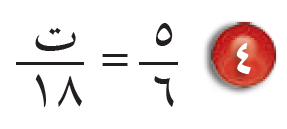 ٤ ٥/٦ = ت/١٨